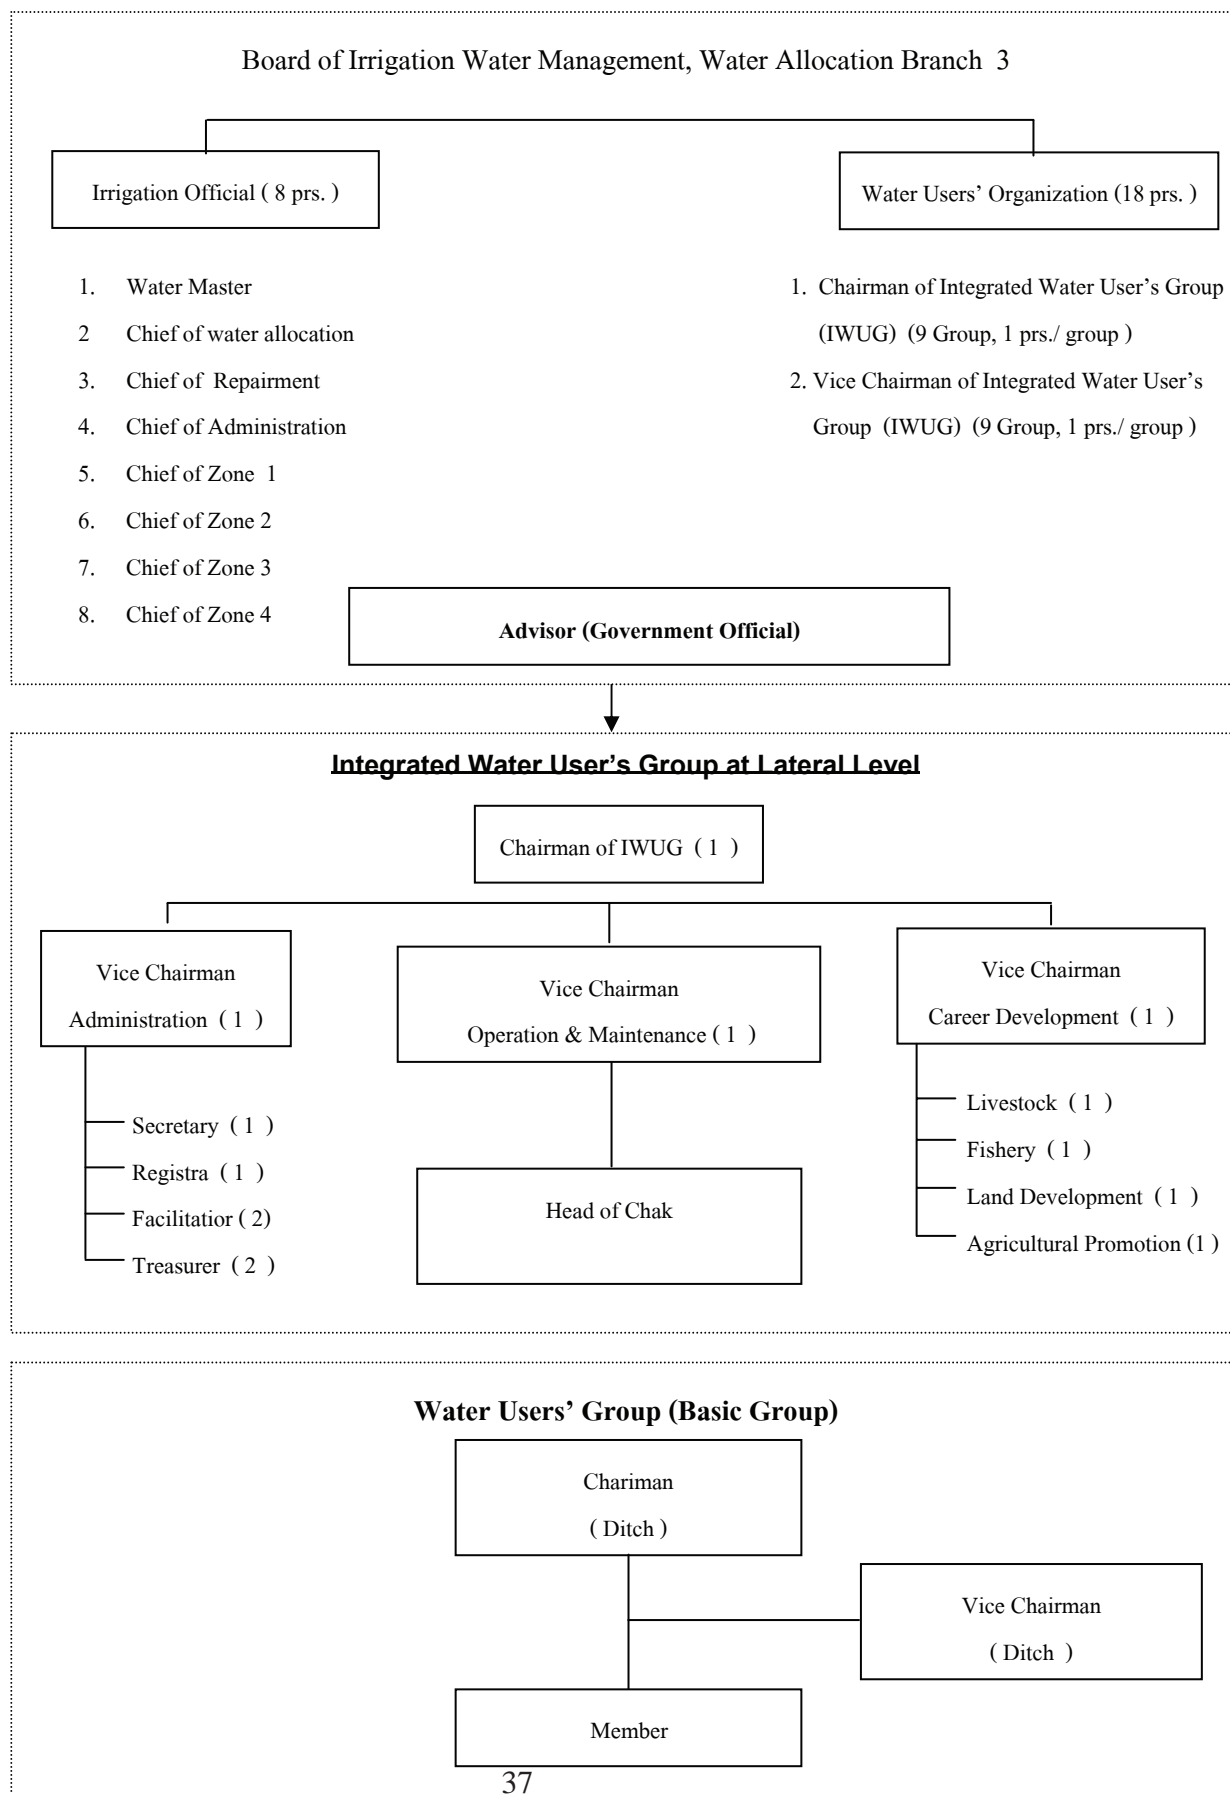 Board of Irrigation Water Management, Water Allocation Branch 3
Irrigation Official ( 8 prs. )
Water Users’ Organization (18 prs. )
1. Water Master
2 Chief of water allocation
3. Chief of Repairment
4. Chief of Administration
5. Chief of Zone 1
6. Chief of Zone 2
7. Chief of Zone 3
8. Chief of Zone 4
1. Chairman of Integrated Water User’s Group
(IWUG) (9 Group, 1 prs./ group )
2. Vice Chairman of Integrated Water User’s
Group (IWUG) (9 Group, 1 prs./ group )
Advisor (Government Official)
Integrated Water User’s Group at Lateral Level
Chairman of IWUG ( 1 )
Vice Chairman
Administration ( 1 )
Vice Chairman
Operation & Maintenance ( 1 )
Vice Chairman
Career Development ( 1 )
Secretary ( 1 )
Registra ( 1 )
Facilitatior ( 2)
Treasurer ( 2 )
Head of Chak
Livestock ( 1 )
Fishery ( 1 )
Land Development ( 1 )
Agricultural Promotion (1 )
Water Users’ Group (Basic Group)
Chariman
( Ditch )
Vice Chairman
( Ditch )
Member
37